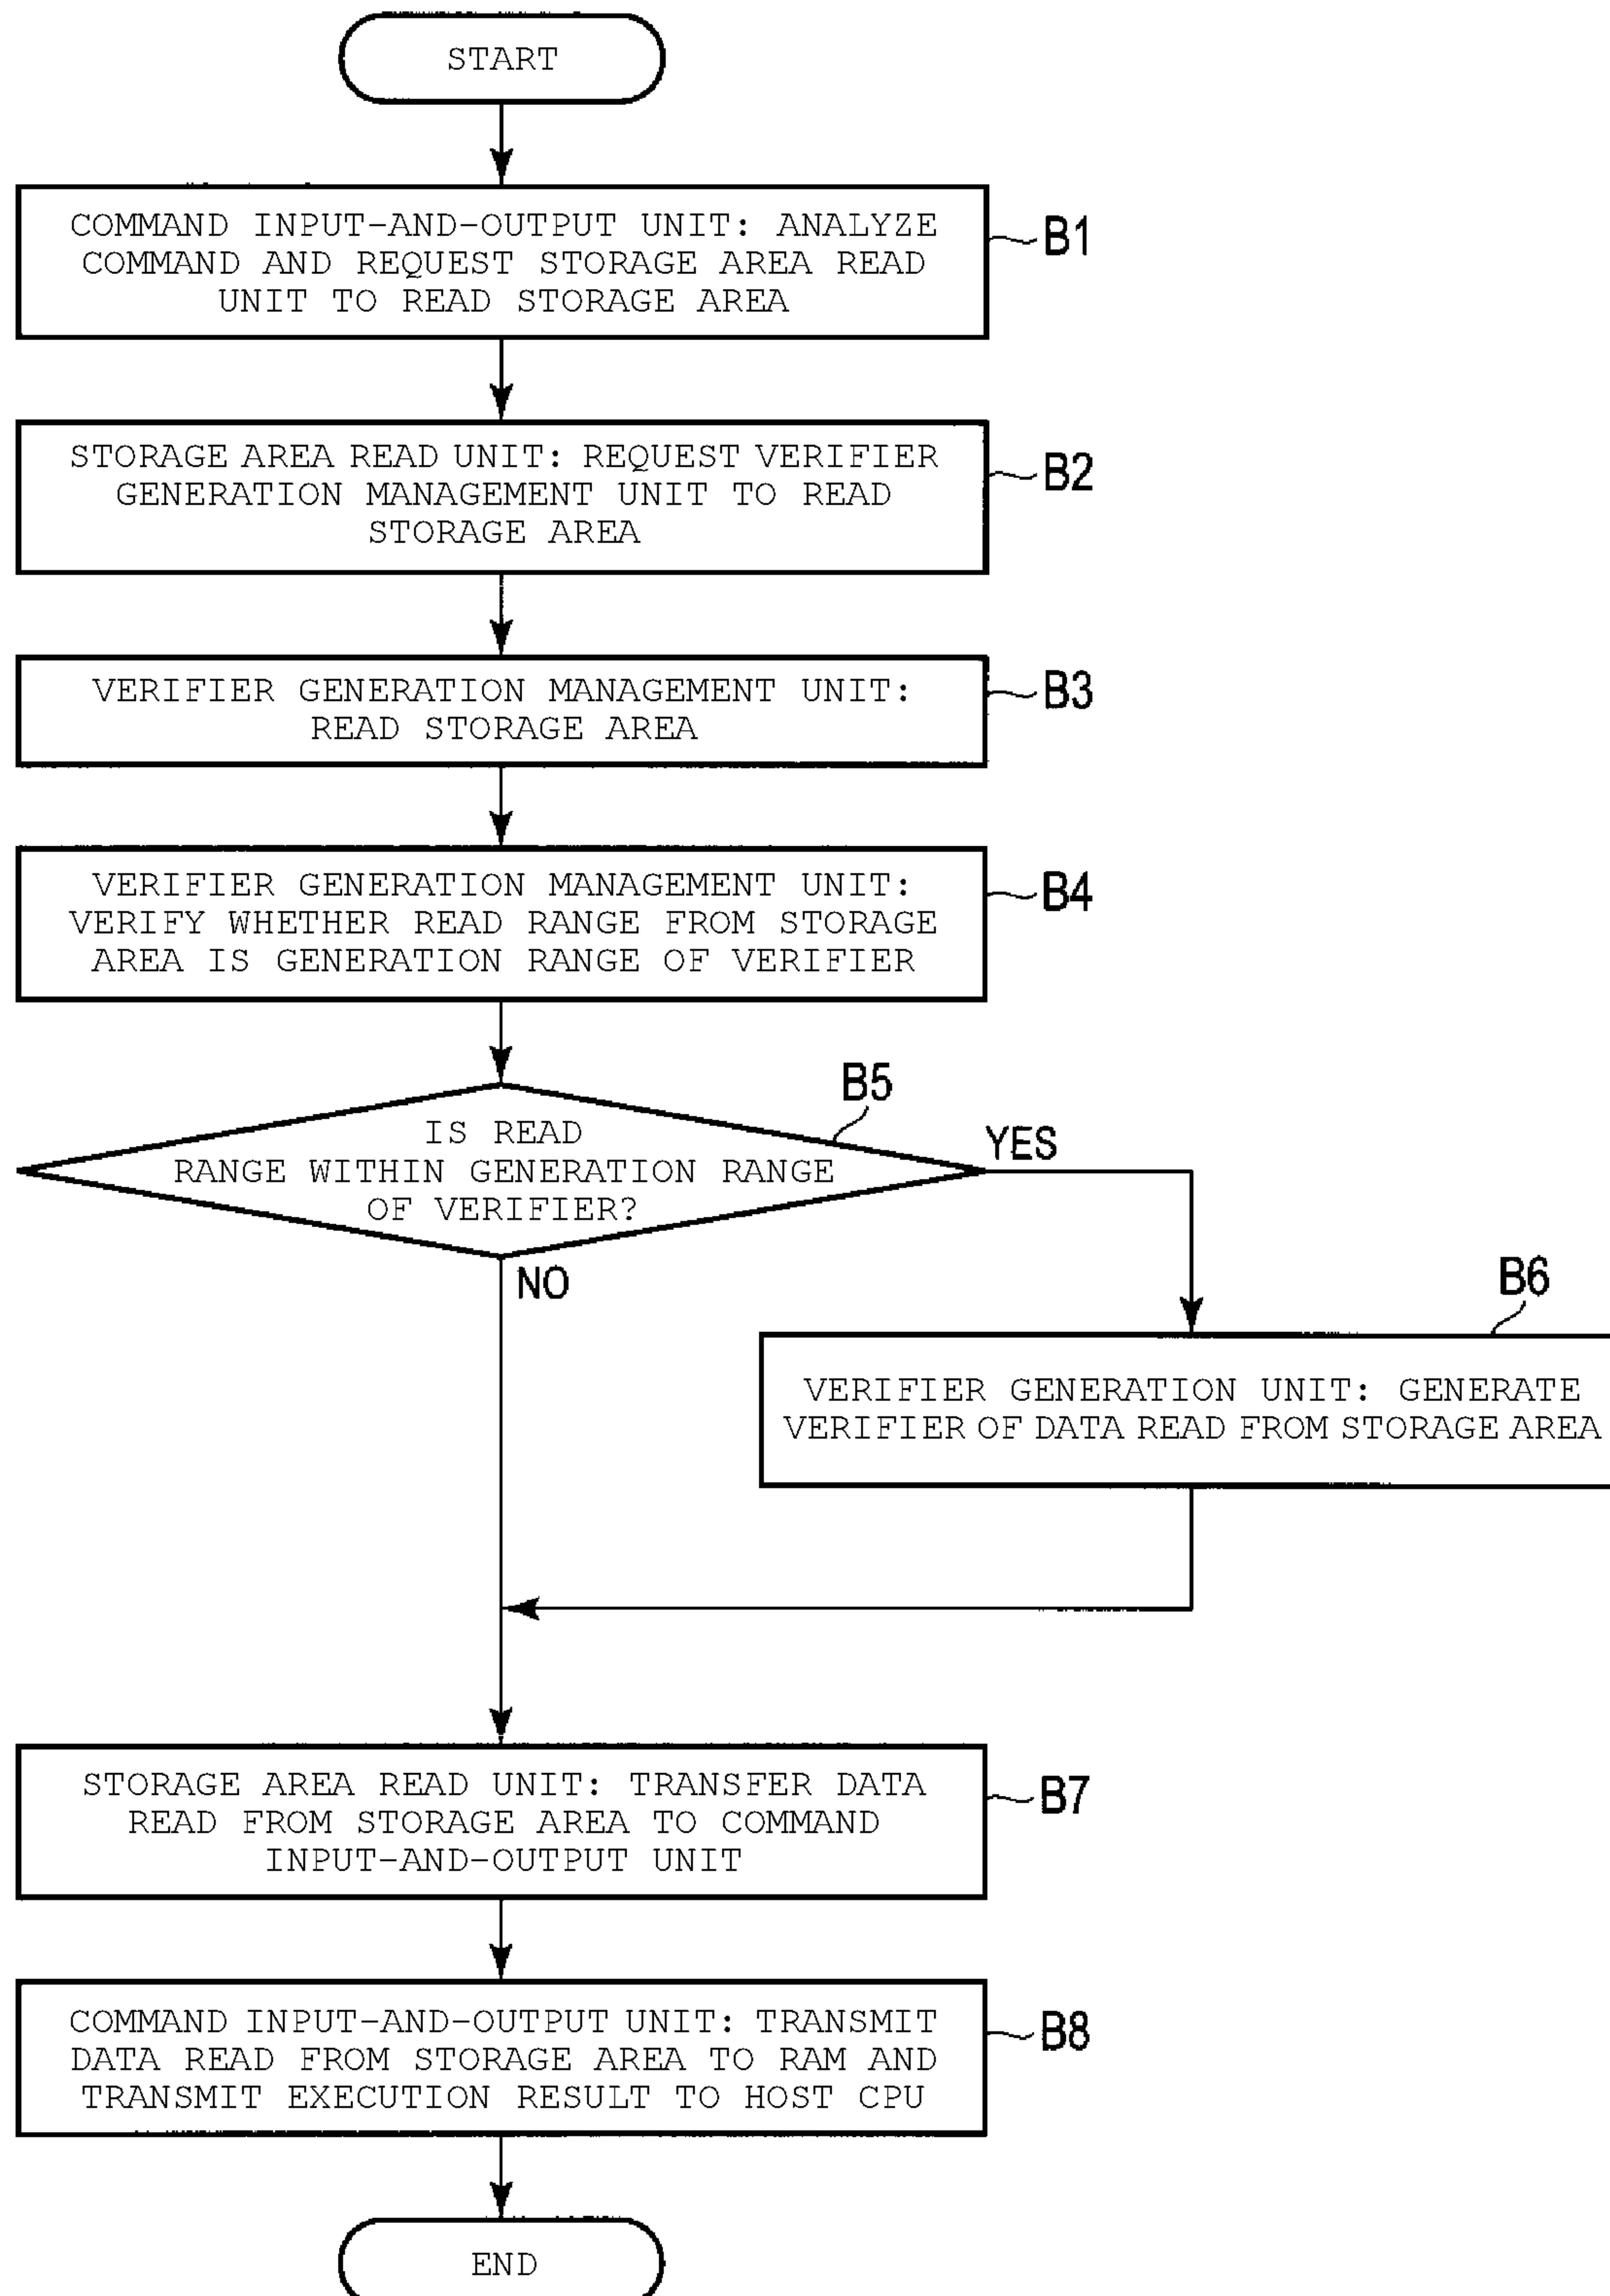 START
COMMAND INPUT-AND-OUTPUT UNIT: ANALYZE
COMMAND AND REQUEST STORAGE AREA READ
UNIT TO READ STORAGE AREA
B1
STORAGE AREA READ UNIT: REQUEST VERIFIER
GENERATION MANAGEMENT UNIT TO READ
STORAGE AREA
B2
VERIFIER GENERATION MANAGEMENT UNIT:
READ STORAGE AREA
B3
VERIFIER GENERATION MANAGEMENT UNIT:
VERIFY WHETHER READ RANGE FROM STORAGE
AREA IS GENERATION RANGE OF VERIFIER
B4
B5
IS READ
RANGE WITHIN GENERATION RANGE
OF VERIFIER?
YES
NO
B6
VERIFIER GENERATION UNIT: GENERATE
VERIFIER OF DATA READ FROM STORAGE AREA
STORAGE AREA READ UNIT: TRANSFER DATA
READ FROM STORAGE AREA TO COMMAND
INPUT-AND-OUTPUT UNIT
B7
COMMAND INPUT-AND-OUTPUT UNIT: TRANSMIT
DATA READ FROM STORAGE AREA TO RAM AND
TRANSMIT EXECUTION RESULT TO HOST CPU
B8
END